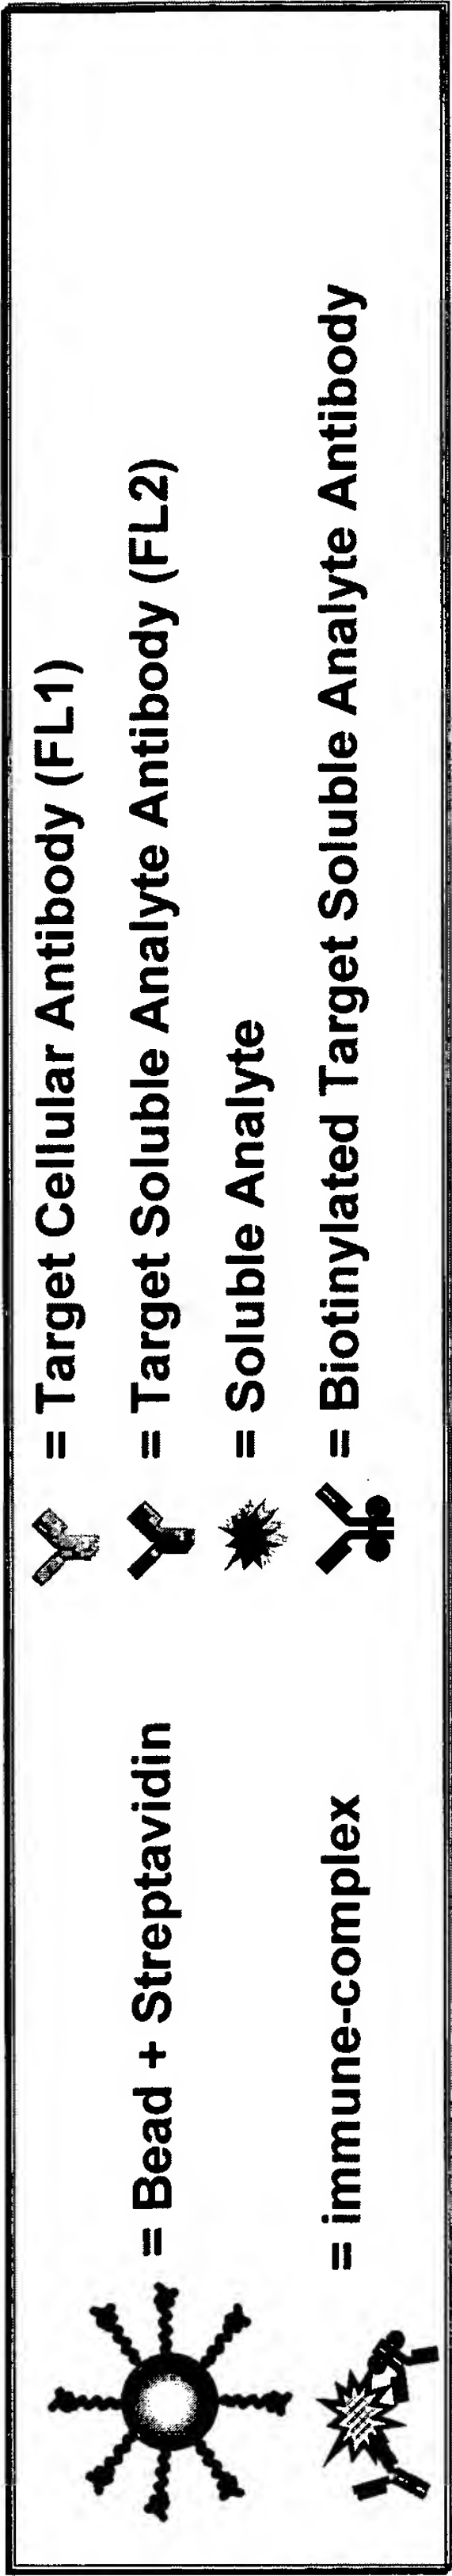 = Bead + Streptavidin
= immune-complex
= Target Cellular Antibody (FL1)
= Target Soluble Analyte Antibody (FL2)
= Soluble Analyte
= Biotinylated Target Soluble Analyte Antibody